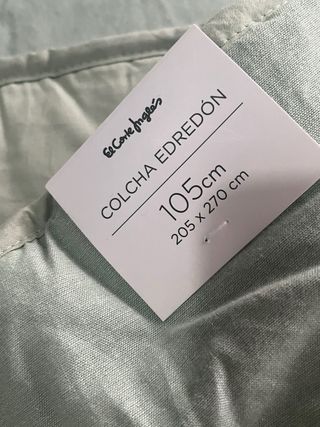 El Corte Inglés
COLCHA EDREDÓN
105cm
205 x 270 cm